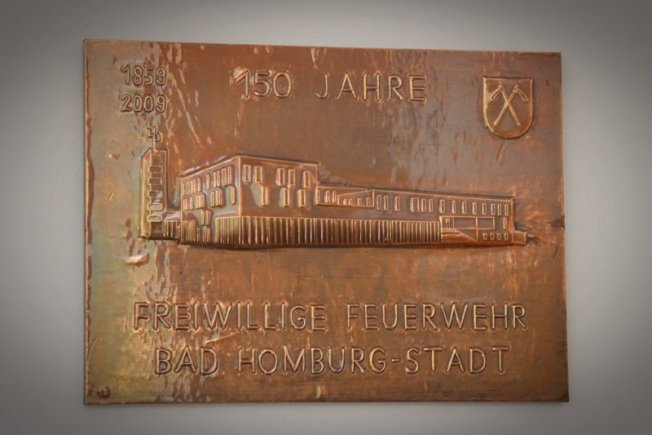 1859
2009
150 JAHRE
FREIWILLIGE FEUERWEHR
BAD HOMBURG-STADT